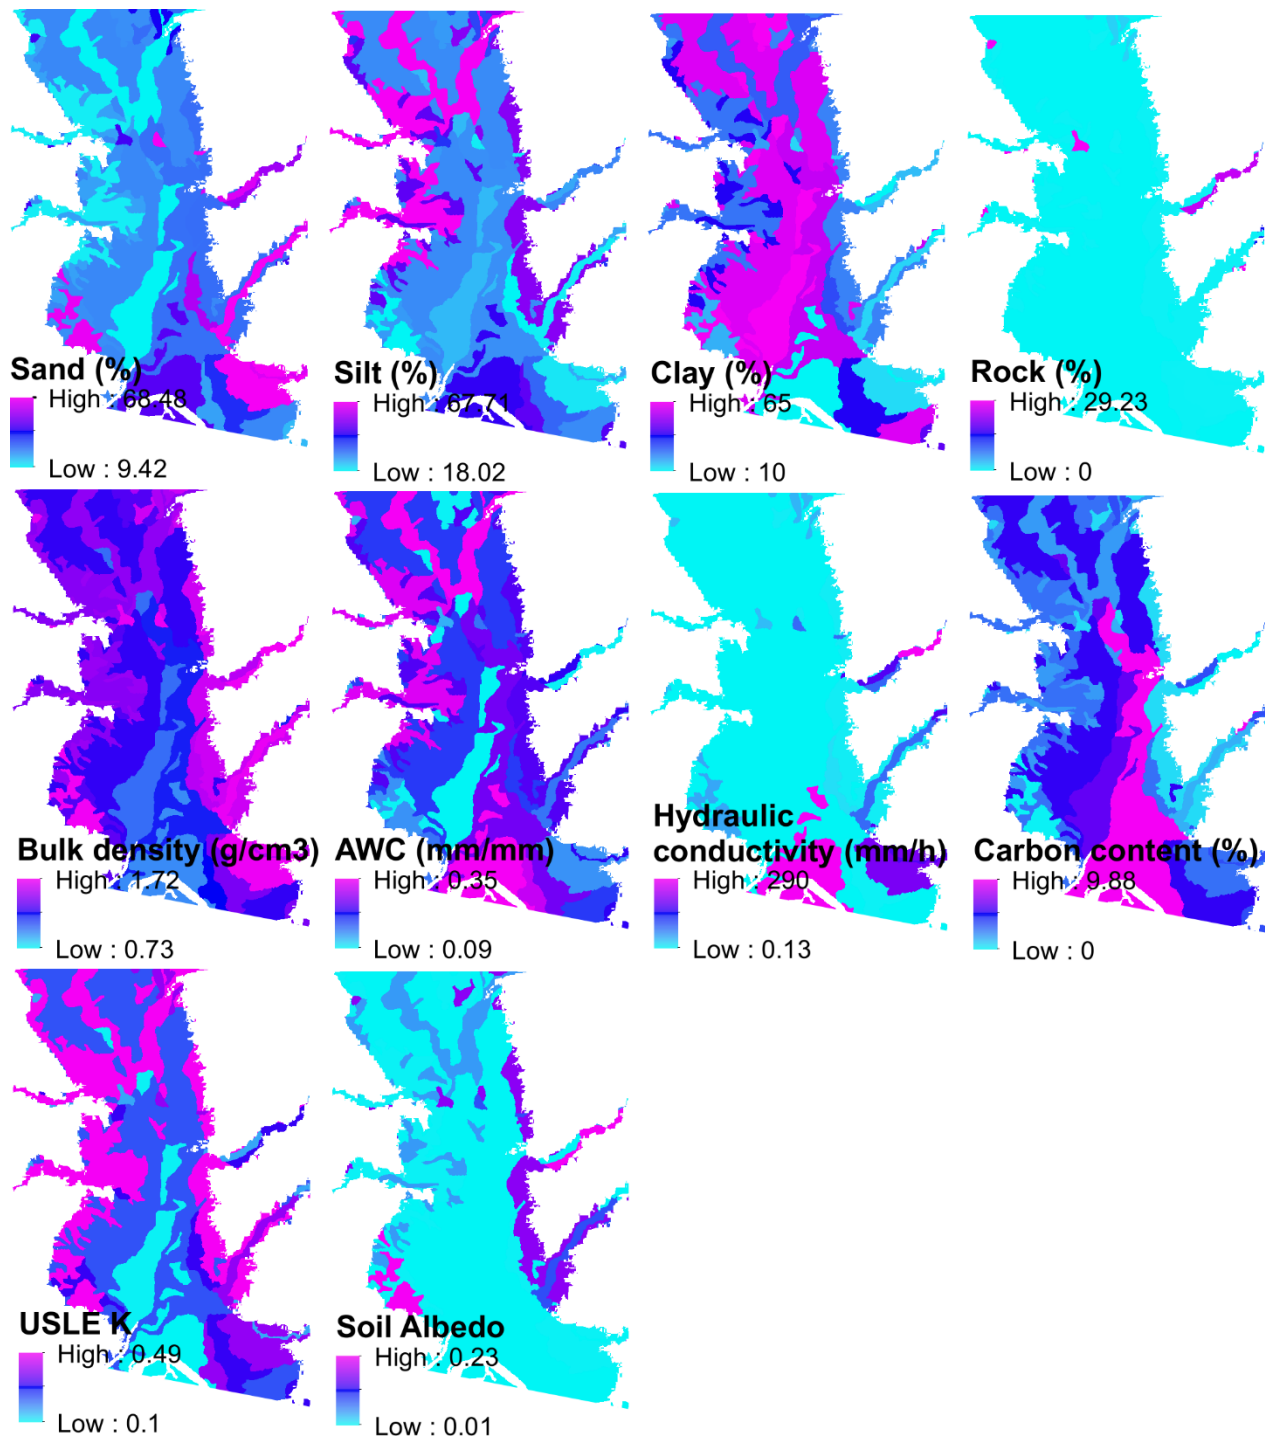 Sand (%)
High : 68.48
Low : 9.42
Silt (%)
High : 67.71
Low : 18.02
Clay (%)
High : 65
Low : 10
Rock (%)
High : 29.23
Low : 0
Bulk density (g/cm3)
High : 1.72
Low : 0.73
AWC (mm/mm)
High : 0.35
Low : 0.09
Hydraulic
conductivity (mm/h)
High : 290
Low : 0.13
Carbon content (%)
High : 9.88
Low : 0
USLE K
High : 0.49
Low : 0.1
Soil Albedo
High : 0.23
Low : 0.01